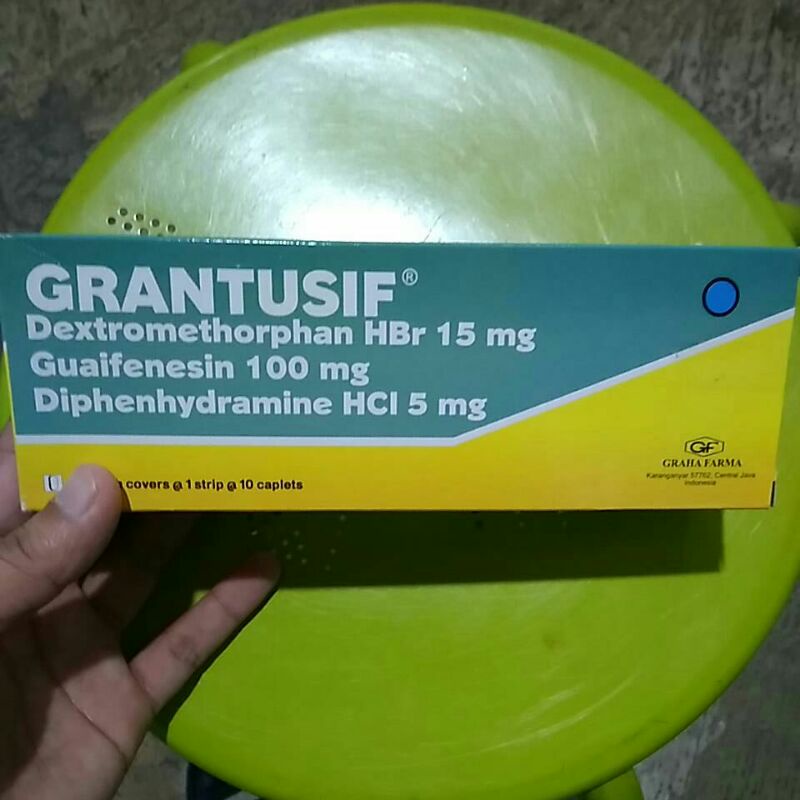 GRANTUSIF®
Dextromethorphan HBr 15 mg
Guaifenesin 100 mg
Diphenhydramine HCl 5 mg
covers @ 1 strip @ 10 caplets
GF
GRAHA FARMA
Karanganyar 57762, Central Java
Indonesia